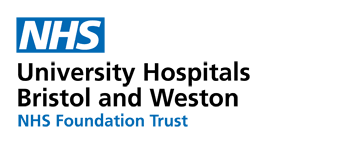 NHS
University Hospitals
Bristol and Weston
NHS Foundation Trust